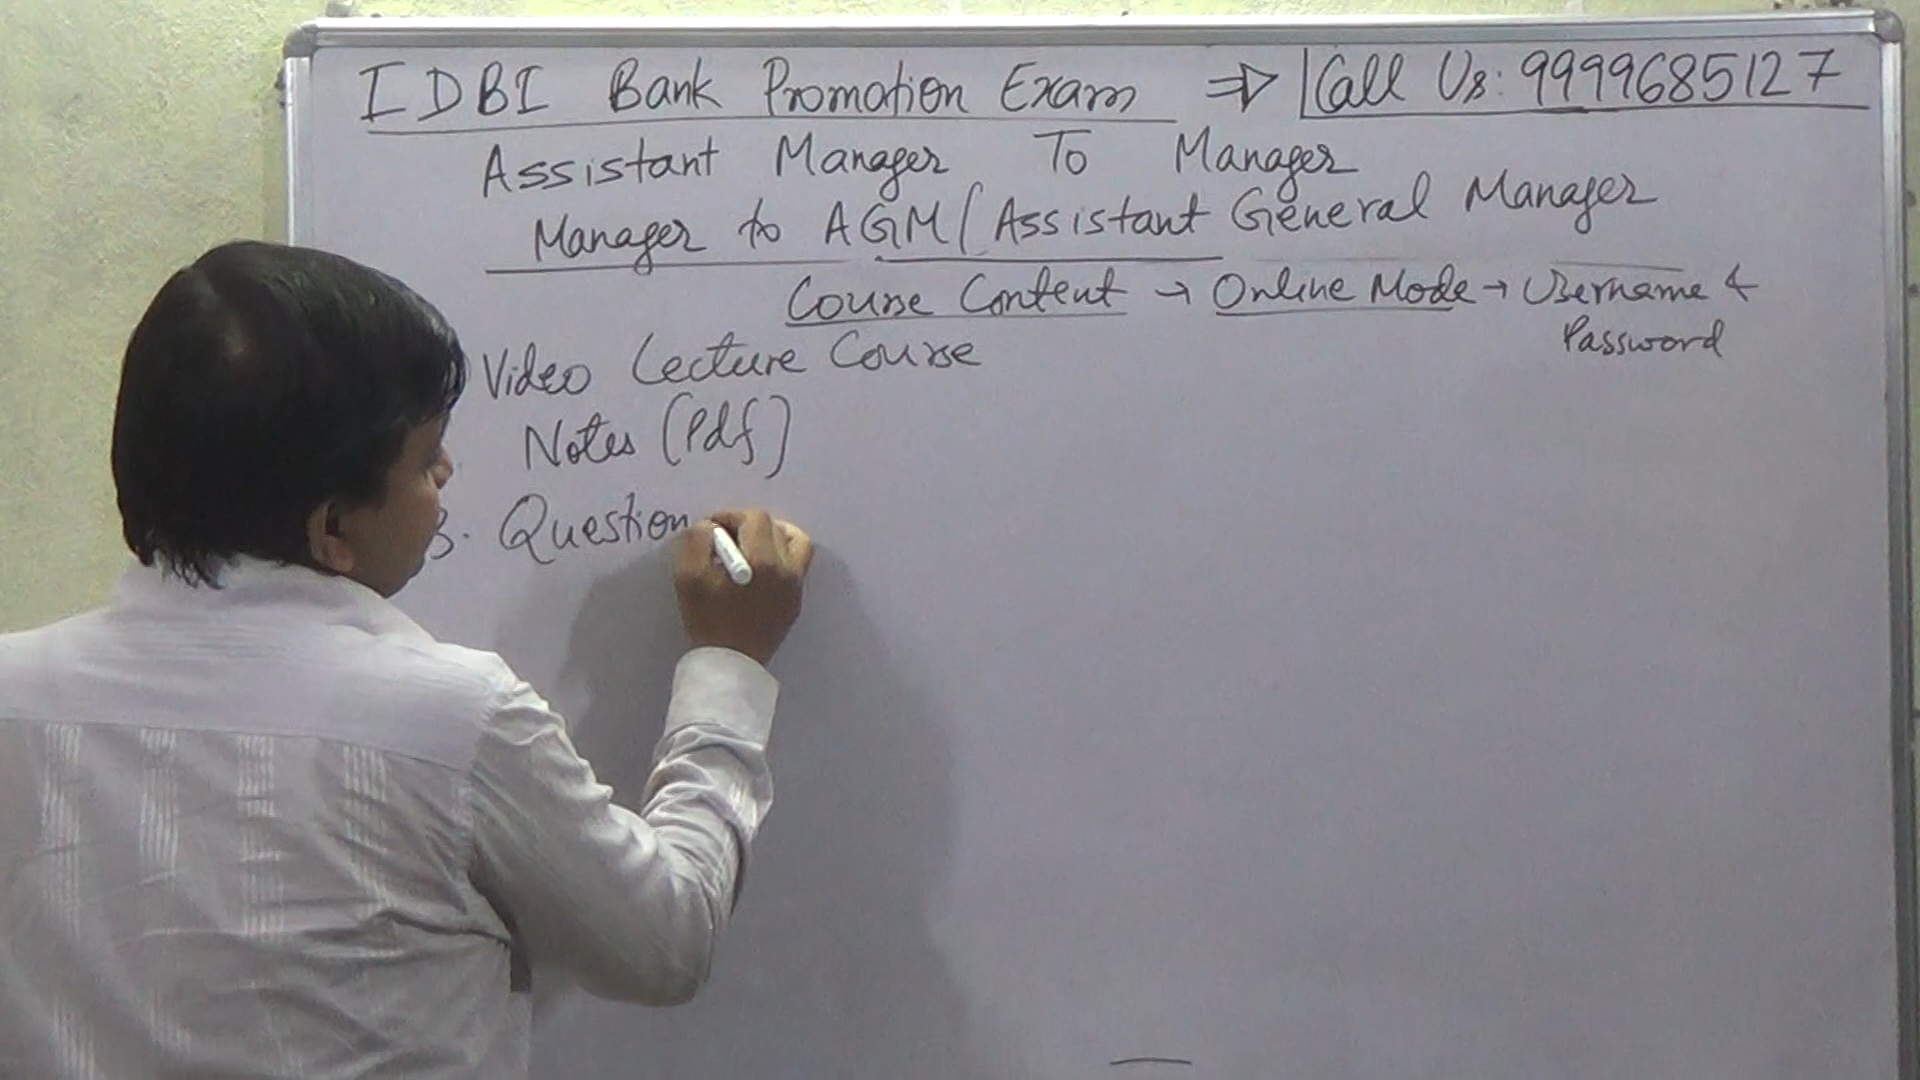 IDBI Bank Promotion Exam ⇒ Call Us: 9999685127
Assistant Manager To Manager
Manager to AGM/Assistant General Manager
Course Content → Online Mode → Username &
Password
Video Lecture Course
Notes (Pdf)
3. Question